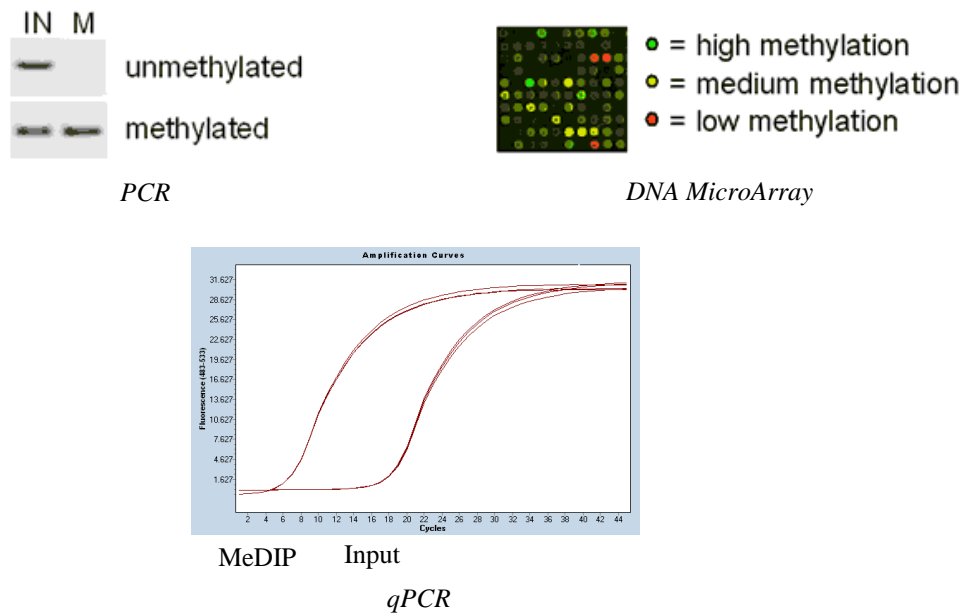 IN M
unmethylated
methylated
PCR
= high methylation
= medium methylation
= low methylation
DNA MicroArray
Amplification Curves
Fluorescence (483-533)
31.627
28.627
25.627
22.627
19.627
16.627
13.627
10.627
7.627
4.627
1.627
2 4 6 8 10 12 14 16 18 20 22 24 26 28 30 32 34 36 38 40 42 44
Cycles
MeDIP Input
qPCR